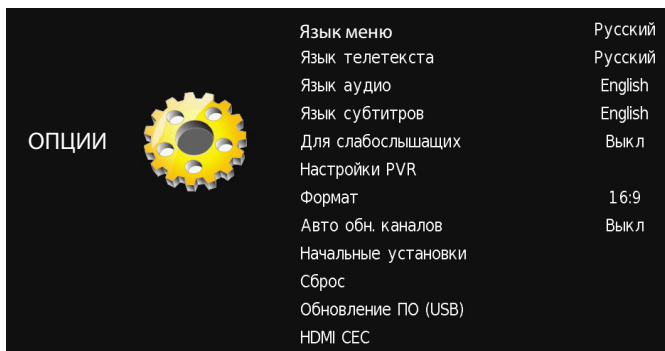 ОПЦИИ
Язык меню Русский
Язык телетекста Русский
Язык аудио English
Язык субтитров English
Для слабослышащих Выкл
Настройки PVR
Формат 16:9
Авто обн. каналов Выкл
Начальные установки
Сброс
Обновление ПО (USB)
HDMI CEC